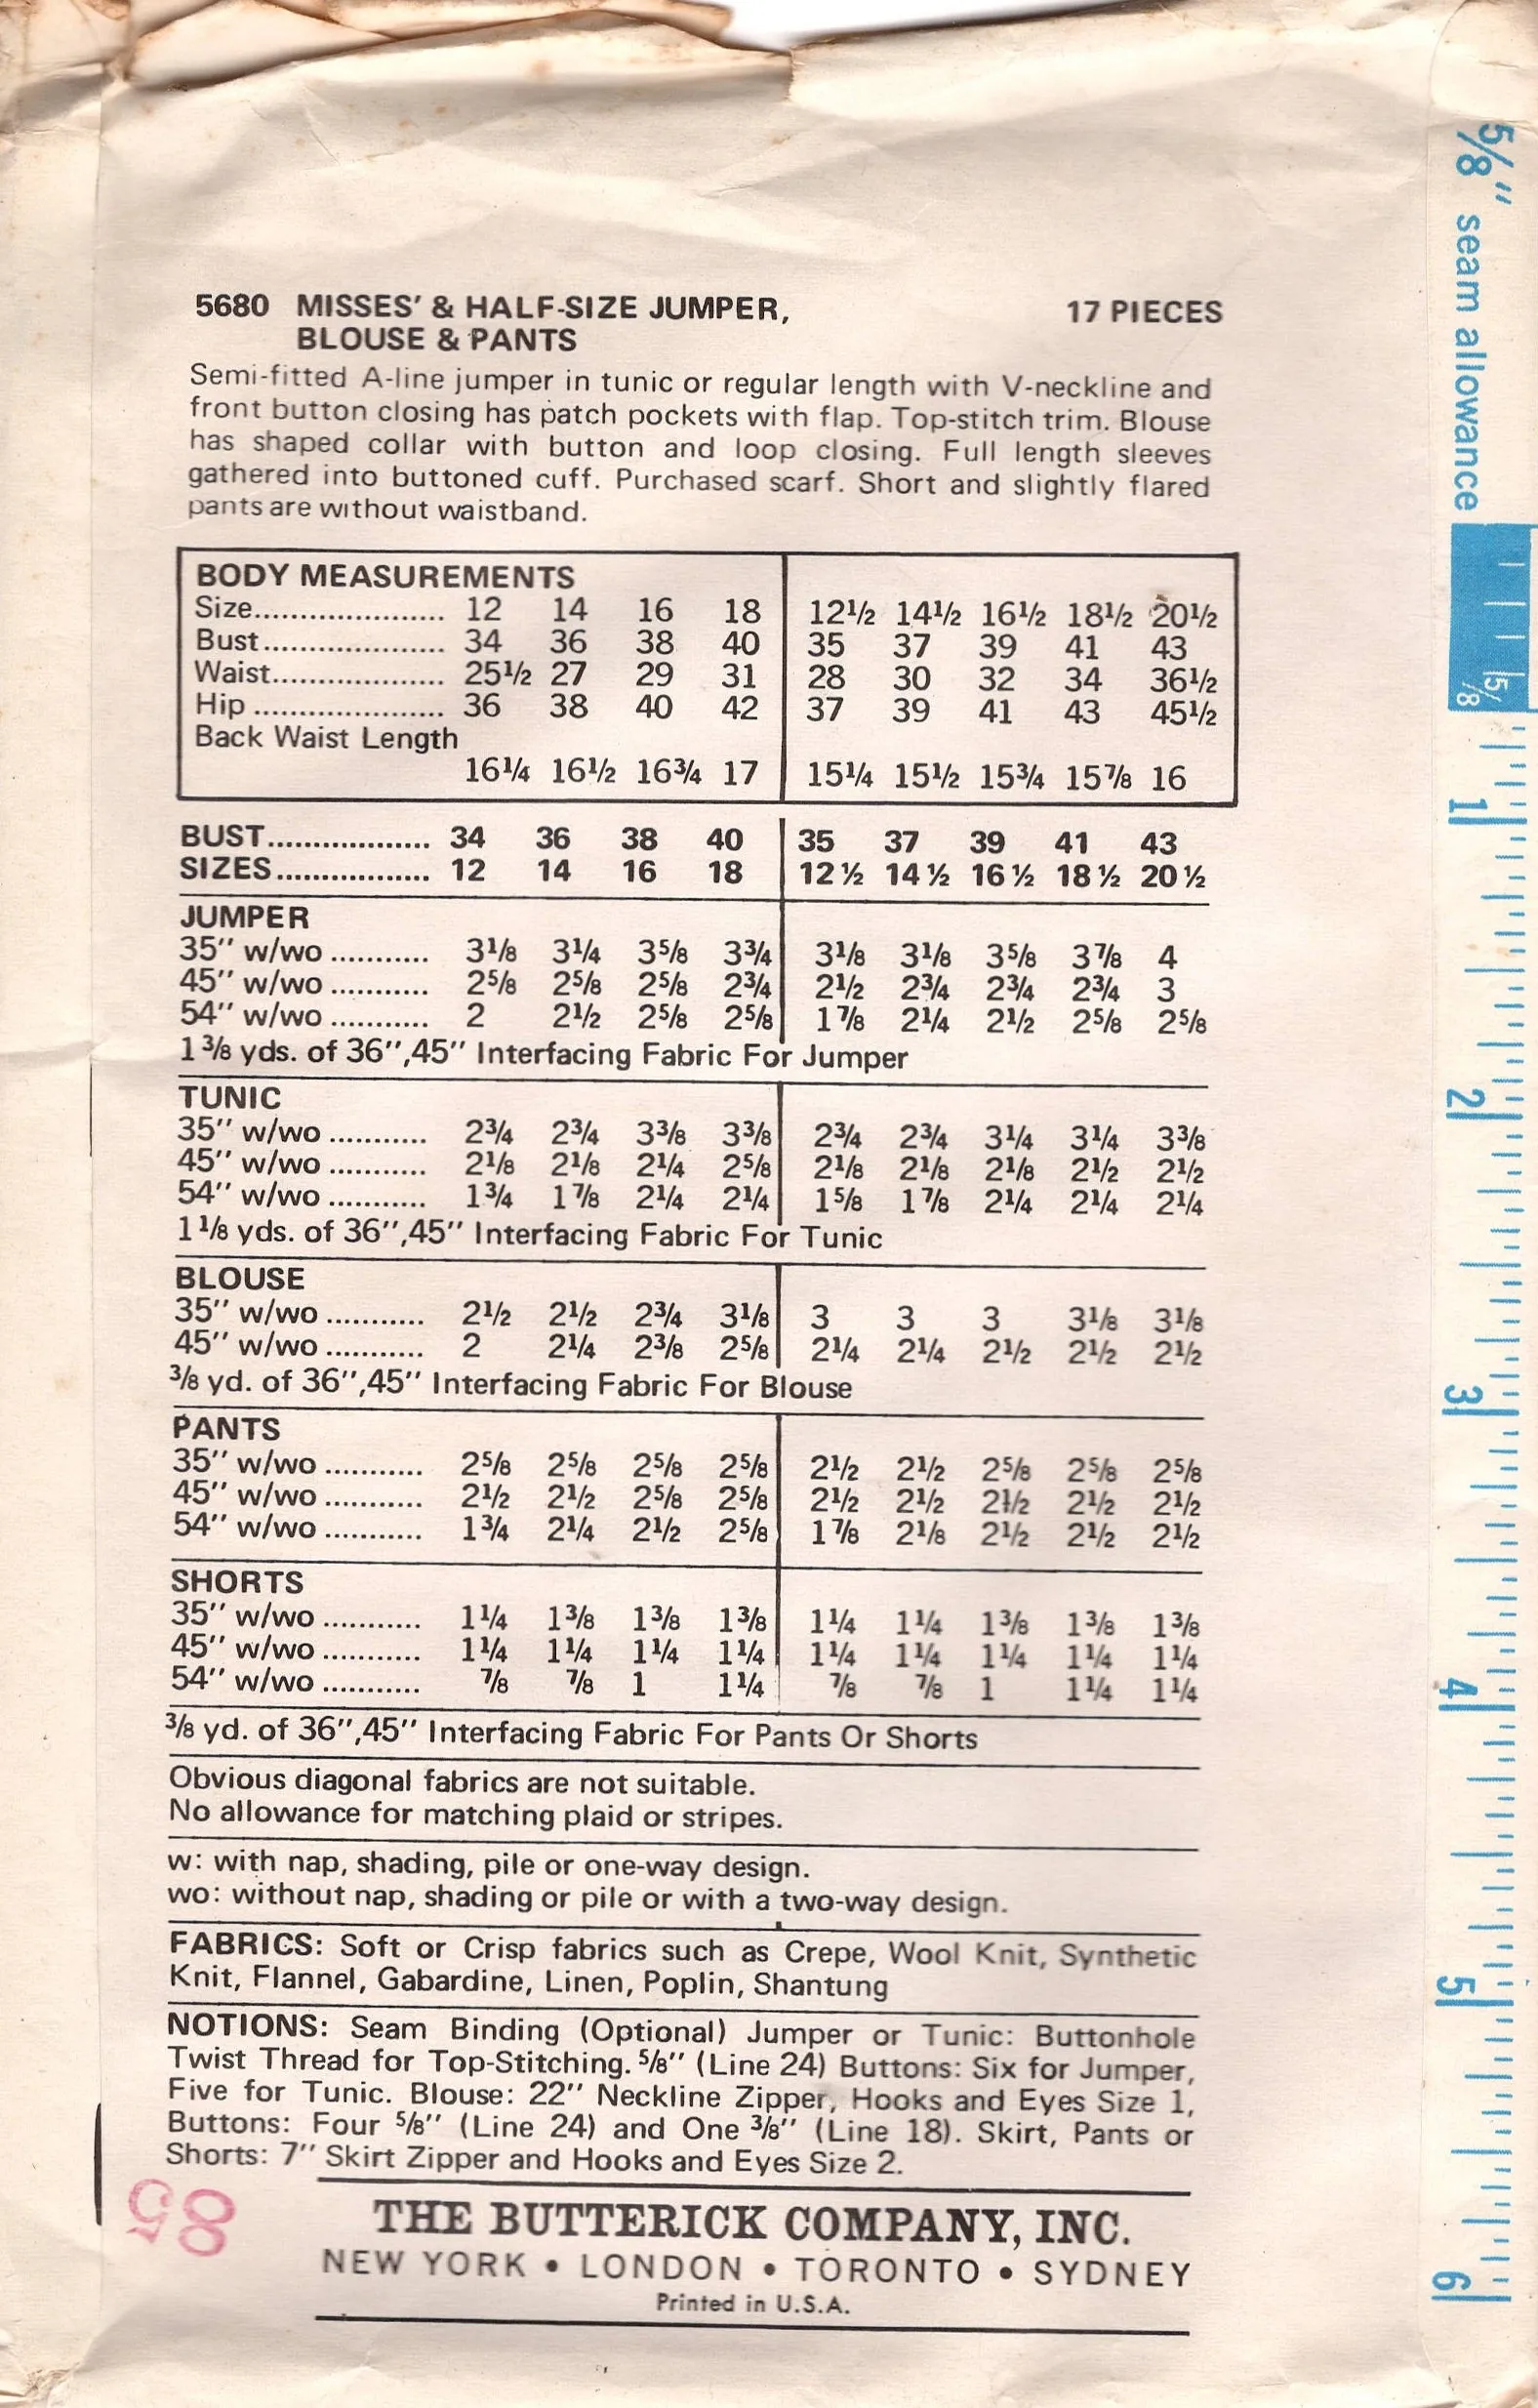 5680 MISSES' & HALF-SIZE JUMPER, 17 PIECES
BLOUSE & PANTS
Semi-fitted A-line jumper in tunic or regular length with V-neckline and
front button closing has patch pockets with flap. Top-stitch trim. Blouse
has shaped collar with button and loop closing. Full length sleeves
gathered into buttoned cuff. Purchased scarf. Short and slightly flared
pants are without waistband.
BODY MEASUREMENTS
Size..................... 12 14 16 18 12½ 14½ 16½ 18½ 20½
Bust.................... 34 36 38 40 35 37 39 41 43
Waist................... 25½ 27 29 31 28 30 32 34 36½
Hip ..................... 36 38 40 42 37 39 41 43 45½
Back Waist Length
16¼ 16½ 16¾ 17 15¼ 15½ 15¾ 15⅞ 16
BUST.................. 34 36 38 40 35 37 39 41 43
SIZES................. 12 14 16 18 12½ 14½ 16½ 18½ 20½
JUMPER
35" w/wo ........... 3⅛ 3¼ 3⅝ 3¾ 3⅛ 3⅛ 3⅝ 3⅞ 4
45" w/wo ........... 2⅝ 2⅝ 2⅝ 2¾ 2½ 2¾ 2¾ 2¾ 3
54" w/wo ........... 2 2½ 2⅝ 2⅝ 1⅞ 2¼ 2½ 2⅝ 2⅝
1⅜ yds. of 36",45" Interfacing Fabric For Jumper
TUNIC
35" w/wo ........... 2¾ 2¾ 3⅜ 3⅜ 2¾ 2¾ 3¼ 3¼ 3⅜
45" w/wo ........... 2⅛ 2⅛ 2¼ 2⅝ 2⅛ 2⅛ 2⅛ 2½ 2½
54" w/wo ........... 1¾ 1⅞ 2¼ 2¼ 1⅝ 1⅞ 2¼ 2¼ 2¼
1⅛ yds. of 36",45" Interfacing Fabric For Tunic
BLOUSE
35" w/wo ........... 2½ 2½ 2¾ 3⅛ 3 3 3 3⅛ 3⅛
45" w/wo ........... 2 2¼ 2⅜ 2⅝ 2¼ 2¼ 2½ 2½ 2½
⅜ yd. of 36",45" Interfacing Fabric For Blouse
PANTS
35" w/wo ........... 2⅝ 2⅝ 2⅝ 2⅝ 2½ 2½ 2⅝ 2⅝ 2⅝
45" w/wo ........... 2½ 2½ 2⅝ 2⅝ 2½ 2½ 2½ 2½ 2½
54" w/wo ........... 1¾ 2¼ 2½ 2⅝ 1⅞ 2⅛ 2½ 2½ 2½
SHORTS
35" w/wo ........... 1¼ 1⅜ 1⅜ 1⅜ 1¼ 1¼ 1⅜ 1⅜ 1⅜
45" w/wo ........... 1¼ 1¼ 1¼ 1¼ 1¼ 1¼ 1¼ 1¼ 1¼
54" w/wo ........... ⅞ ⅞ 1 1¼ ⅞ ⅞ 1 1¼ 1¼
⅜ yd. of 36",45" Interfacing Fabric For Pants Or Shorts
Obvious diagonal fabrics are not suitable.
No allowance for matching plaid or stripes.
w: with nap, shading, pile or one-way design.
wo: without nap, shading or pile or with a two-way design.
FABRICS: Soft or Crisp fabrics such as Crepe, Wool Knit, Synthetic
Knit, Flannel, Gabardine, Linen, Poplin, Shantung
NOTIONS: Seam Binding (Optional) Jumper or Tunic: Buttonhole
Twist Thread for Top-Stitching. ⅝" (Line 24) Buttons: Six for Jumper,
Five for Tunic. Blouse: 22" Neckline Zipper, Hooks and Eyes Size 1,
Buttons: Four ⅝" (Line 24) and One ⅜" (Line 18). Skirt, Pants or
Shorts: 7" Skirt Zipper and Hooks and Eyes Size 2.
THE BUTTERICK COMPANY, INC.
NEW YORK • LONDON • TORONTO • SYDNEY
Printed in U.S.A.
85
⅝" seam allowance
⅝
1
2
3
4
5
6